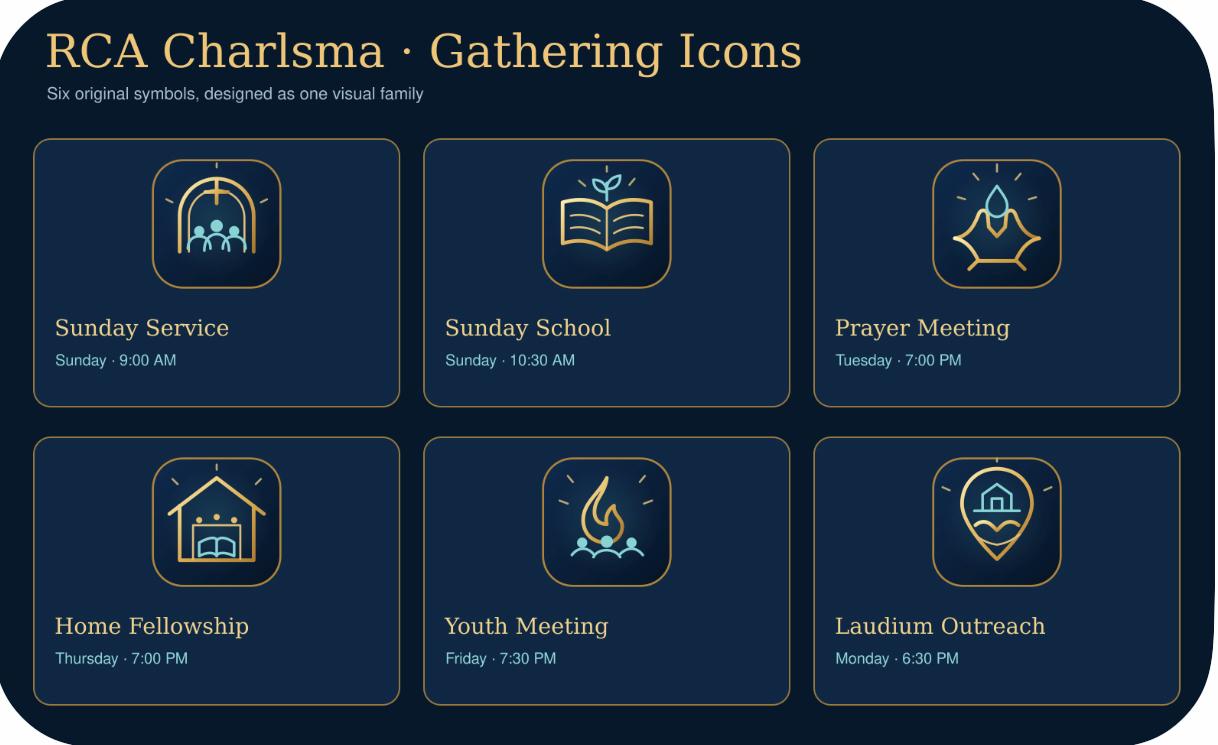 RCA Charlsma · Gathering Icons
Six original symbols, designed as one visual family
Sunday Service
Sunday · 9:00 AM
Sunday School
Sunday · 10:30 AM
Prayer Meeting
Tuesday · 7:00 PM
Home Fellowship
Thursday · 7:00 PM
Youth Meeting
Friday · 7:30 PM
Laudium Outreach
Monday · 6:30 PM